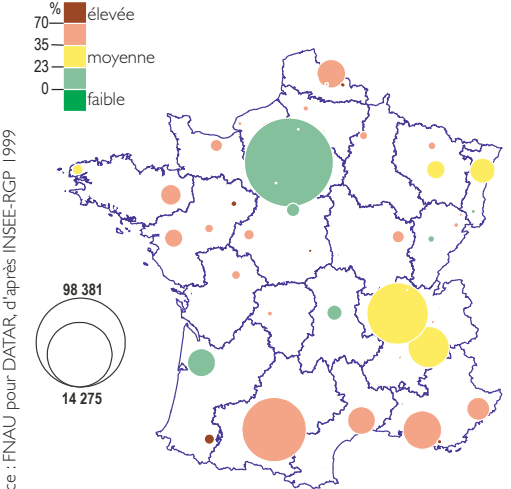 %
élevée
70
35
moyenne
23
0
faible
98 381
14 275
ce : FNAU pour DATAR, d'après INSEE-RGP 1999